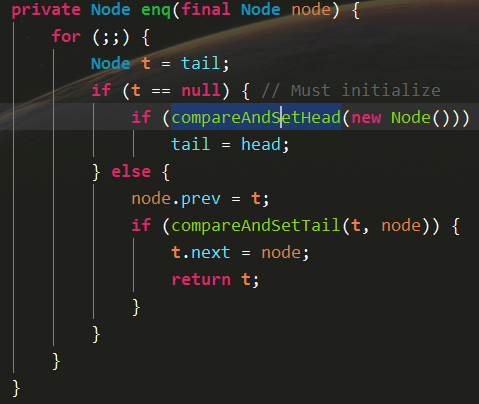 private Node enq(final Node node) {
    for (;;) {
        Node t = tail;
        if (t == null) { // Must initialize
            if (compareAndSetHead(new Node()))
                tail = head;
        } else {
            node.prev = t;
            if (compareAndSetTail(t, node)) {
                t.next = node;
                return t;
            }
        }
    }
}